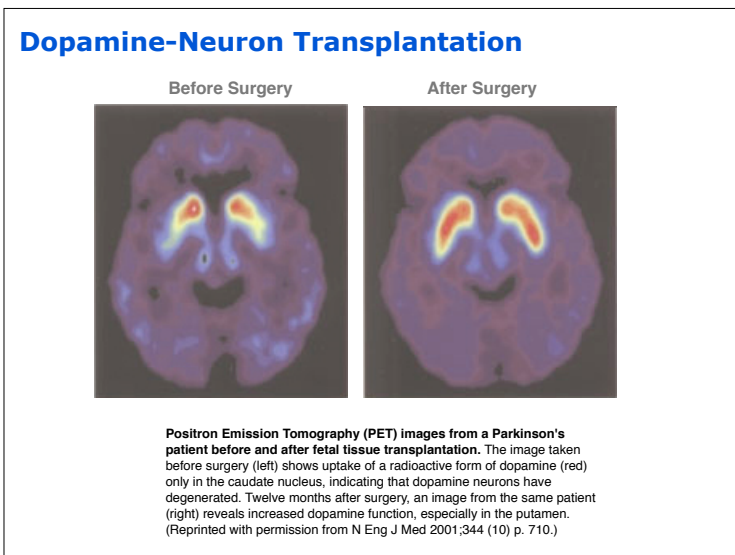 Dopamine-Neuron Transplantation
Before Surgery
After Surgery
Positron Emission Tomography (PET) images from a Parkinson's
patient before and after fetal tissue transplantation. The image taken
before surgery (left) shows uptake of a radioactive form of dopamine (red)
only in the caudate nucleus, indicating that dopamine neurons have
degenerated. Twelve months after surgery, an image from the same patient
(right) reveals increased dopamine function, especially in the putamen.
(Reprinted with permission from N Eng J Med 2001;344 (10) p. 710.)